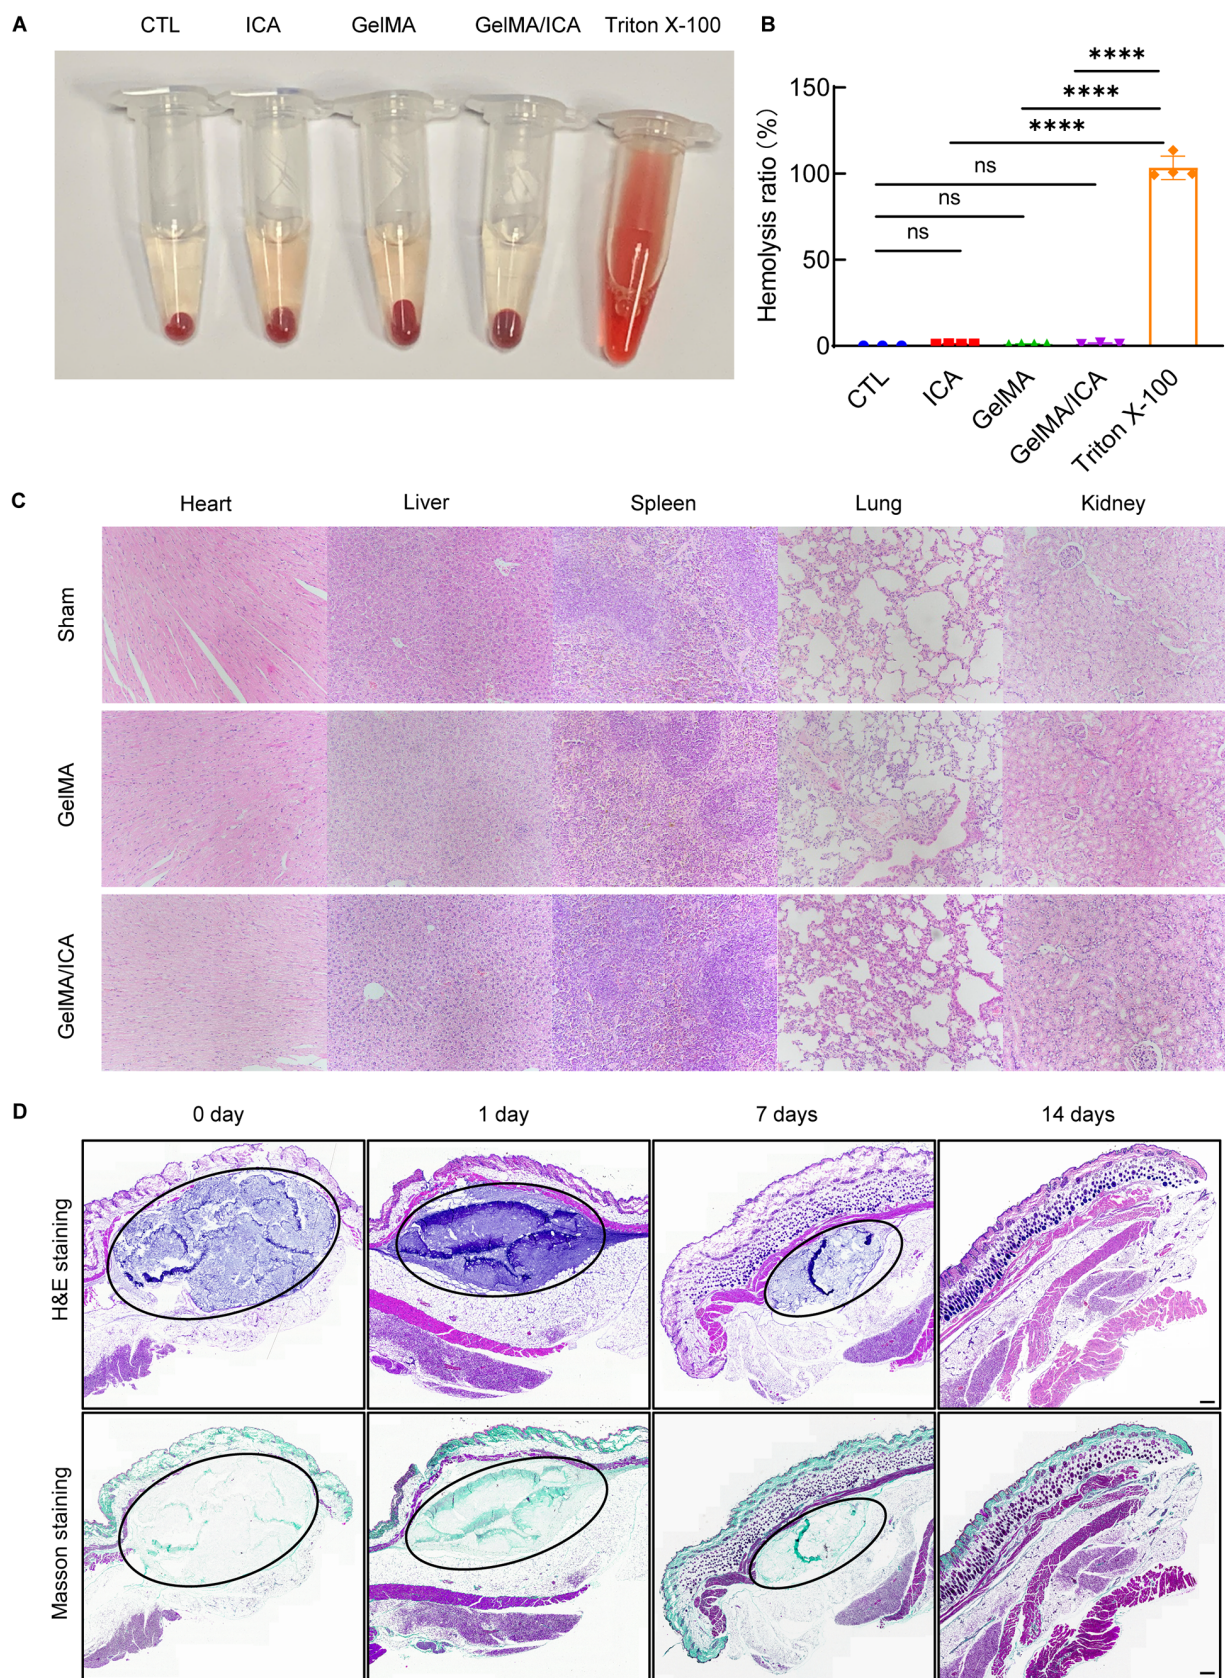 A
CTL ICA GelMA GelMA/ICA Triton X-100
B
Hemolysis ratio (%)
150
100
50
0
****
****
****
ns
ns
ns
CTL
ICA
GelMA
GelMA/ICA
Triton X-100
C
Heart Liver Spleen Lung Kidney
Sham
GelMA
GelMA/ICA
D
0 day 1 day 7 days 14 days
H&E staining
Masson staining